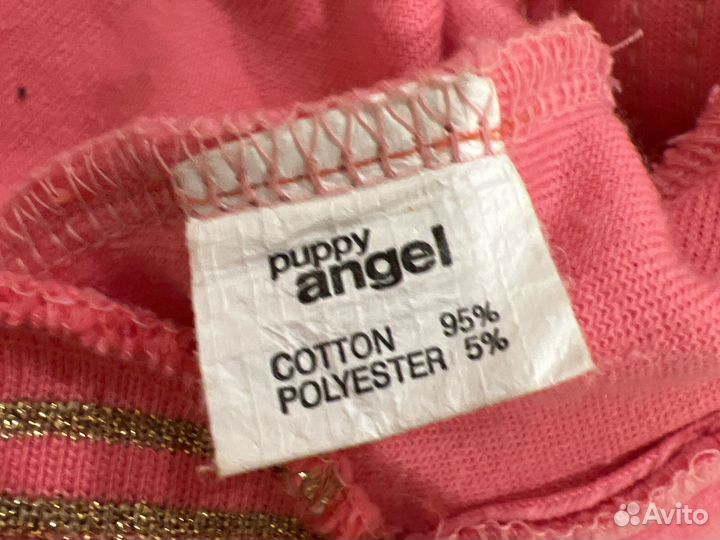 puppy
angel
COTTON 95%
POLYESTER 5%
Avito